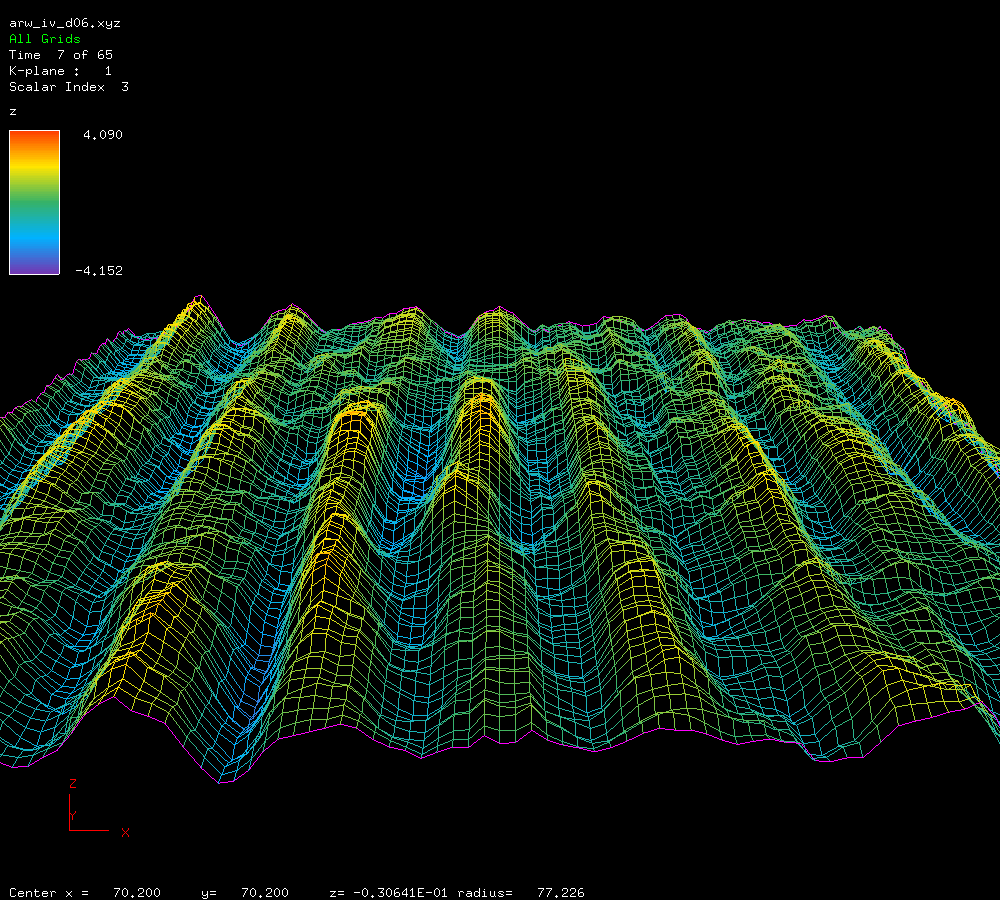 arw_iv_d06.xyz
All Grids
Time  7 of 65
K-plane :   1
Scalar Index  3
z
4.090
-4.152
Z
Y
X
Center x =   70.200     y=   70.200     z= -0.30641E-01 radius=   77.226